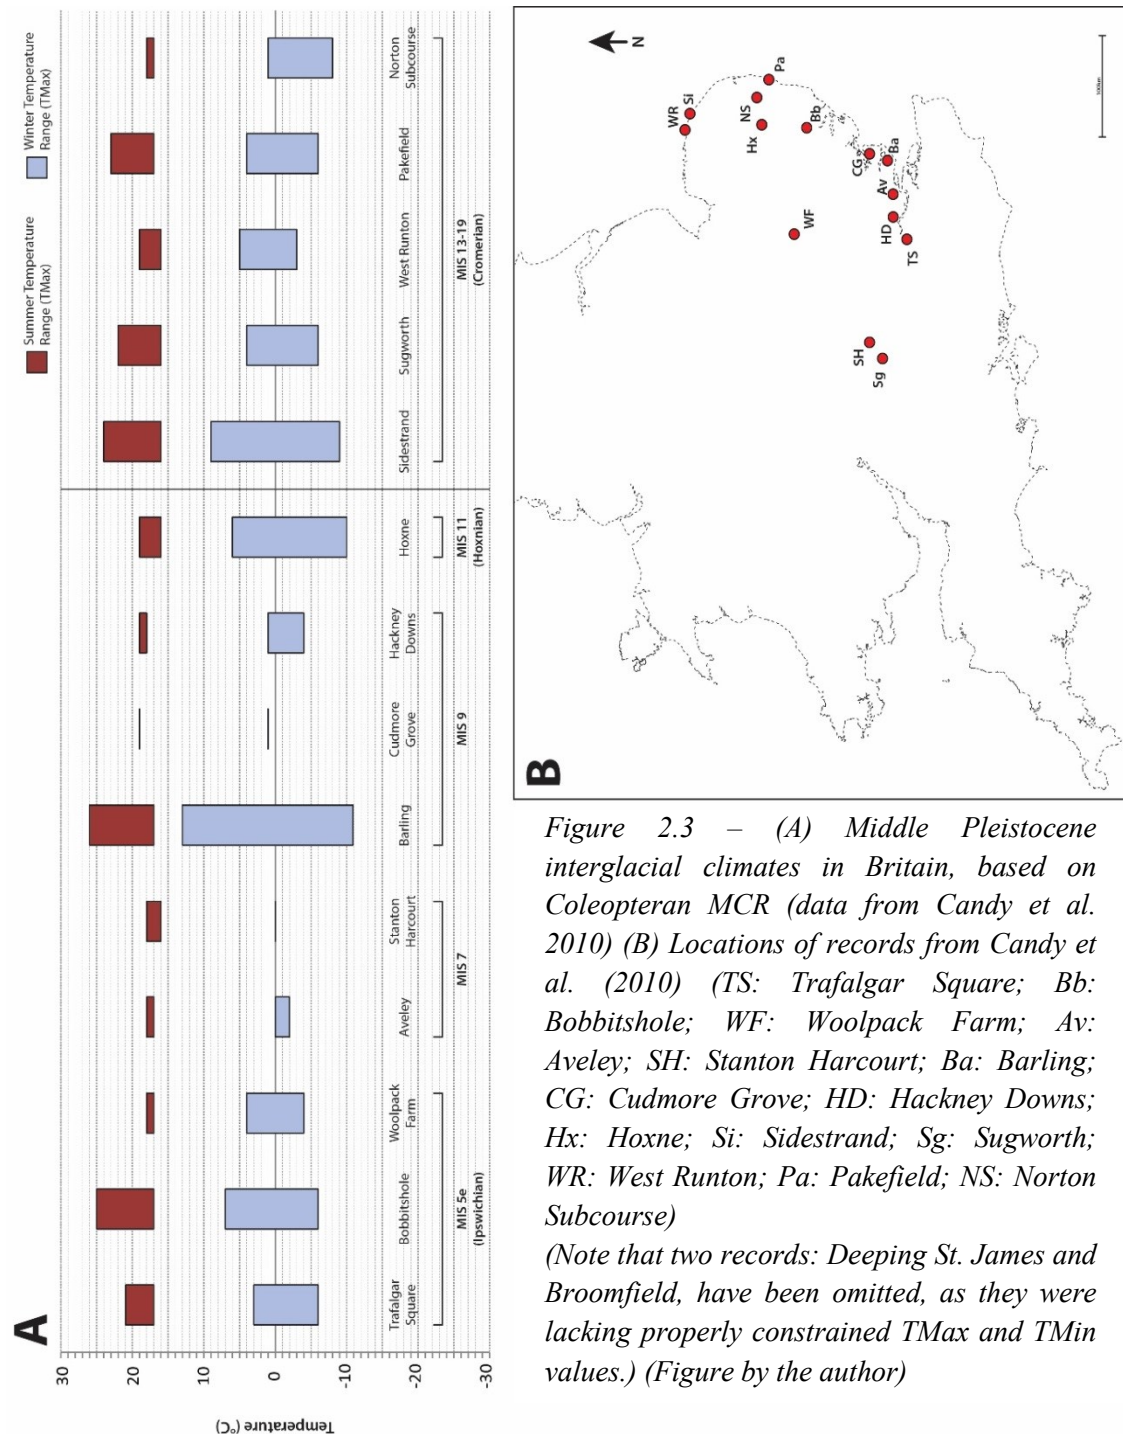 A
Summer Temperature
Range (TMax)
Winter Temperature
Range (TMax)
Temperature (°C)
30
20
10
0
-10
-20
-30
Trafalgar
Square
Bobbitshole
Woolpack
Farm
Aveley
Stanton
Harcourt
Barling
Cudmore
Grove
Hackney
Downs
Hoxne
Sidestrand
Sugworth
West Runton
Pakefield
Norton
Subcourse
MIS 5e
(Ipswichian)
MIS 7
MIS 9
MIS 11
(Hoxnian)
MIS 13-19
(Cromerian)
B
N
WR
Si
NS
Pa
Hx
Bb
WF
CG
Ba
Av
HD
TS
SH
Sg
100km
Figure 2.3 – (A) Middle Pleistocene
interglacial climates in Britain, based on
Coleopteran MCR (data from Candy et al.
2010) (B) Locations of records from Candy et
al. (2010) (TS: Trafalgar Square; Bb:
Bobbitshole; WF: Woolpack Farm; Av:
Aveley; SH: Stanton Harcourt; Ba: Barling;
CG: Cudmore Grove; HD: Hackney Downs;
Hx: Hoxne; Si: Sidestrand; Sg: Sugworth;
WR: West Runton; Pa: Pakefield; NS: Norton
Subcourse)
(Note that two records: Deeping St. James and
Broomfield, have been omitted, as they were
lacking properly constrained TMax and TMin
values.) (Figure by the author)